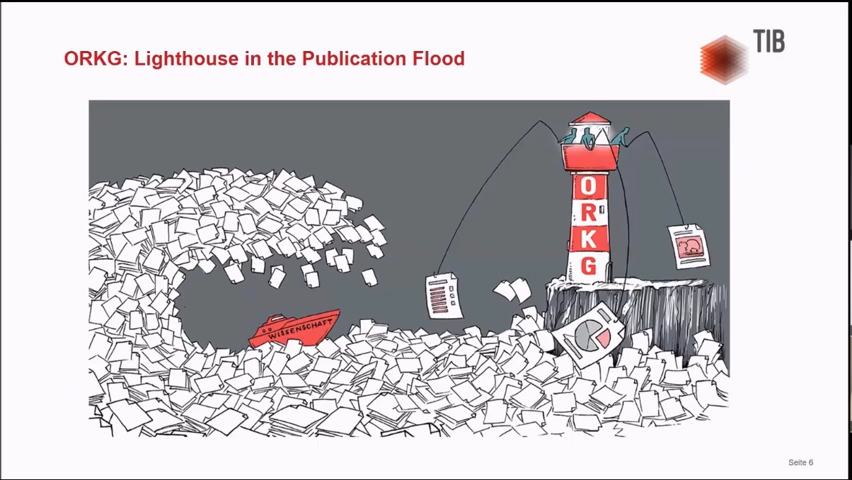 ORKG: Lighthouse in the Publication Flood
TIB
ORKG
WISSENSCHAFT
Seite 6